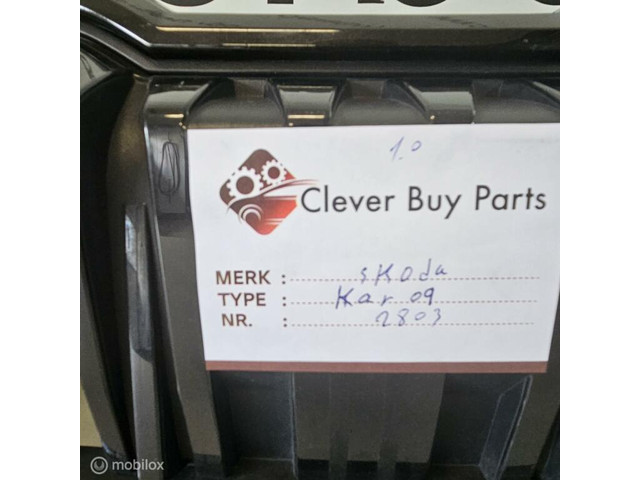 1.0
Clever Buy Parts
MERK : skoda
TYPE : Kar 09
NR. : 2803
mobilox